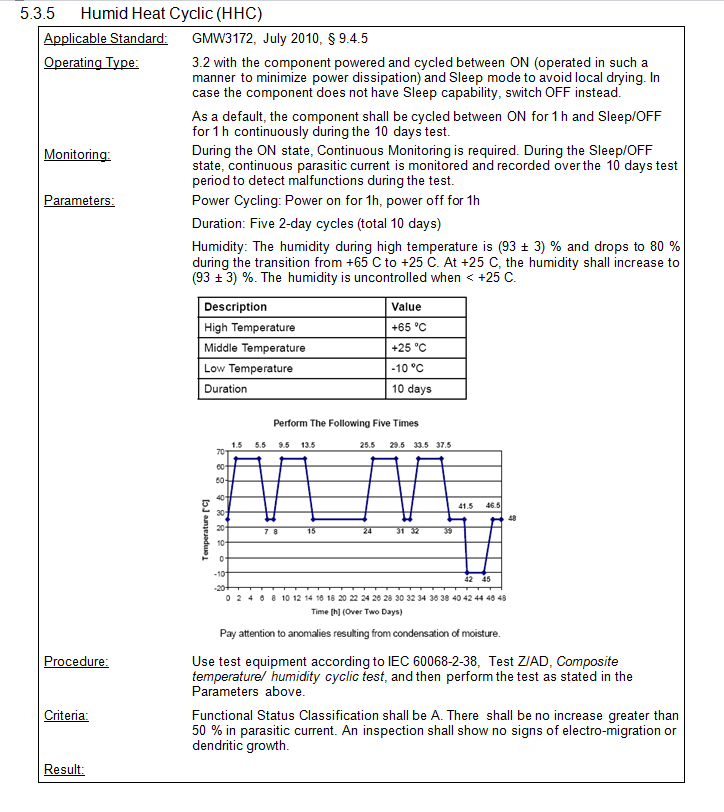 5.3.5 Humid Heat Cyclic (HHC)
Applicable Standard: GMW3172, July 2010, § 9.4.5
Operating Type: 3.2 with the component powered and cycled between ON (operated in such a
manner to minimize power dissipation) and Sleep mode to avoid local drying. In
case the component does not have Sleep capability, switch OFF instead.
As a default, the component shall be cycled between ON for 1 h and Sleep/OFF
for 1 h continuously during the 10 days test.
Monitoring: During the ON state, Continuous Monitoring is required. During the Sleep/OFF
state, continuous parasitic current is monitored and recorded over the 10 days test
period to detect malfunctions during the test.
Parameters: Power Cycling: Power on for 1h, power off for 1h
Duration: Five 2-day cycles (total 10 days)
Humidity: The humidity during high temperature is (93 ± 3) % and drops to 80 %
during the transition from +65 C to +25 C. At +25 C, the humidity shall increase to
(93 ± 3) %. The humidity is uncontrolled when < +25 C.
Description Value
High Temperature +65 ºC
Middle Temperature +25 ºC
Low Temperature -10 ºC
Duration 10 days
Perform The Following Five Times
1.5 5.5 9.5 13.5 25.5 29.5 33.5 37.5
70
60
50
40
41.5 46.5
30
48
20
7 8 15 24 31 32 39
10
0
-10
42 45
-20
Temperature [ºC]
0 2 4 6 8 10 12 14 16 18 20 22 24 26 28 30 32 34 36 38 40 42 44 46 48
Time [h] (Over Two Days)
Pay attention to anomalies resulting from condensation of moisture.
Procedure: Use test equipment according to IEC 60068-2-38, Test Z/AD, Composite
temperature/ humidity cyclic test, and then perform the test as stated in the
Parameters above.
Criteria: Functional Status Classification shall be A. There shall be no increase greater than
50 % in parasitic current. An inspection shall show no signs of electro-migration or
dendritic growth.
Result: